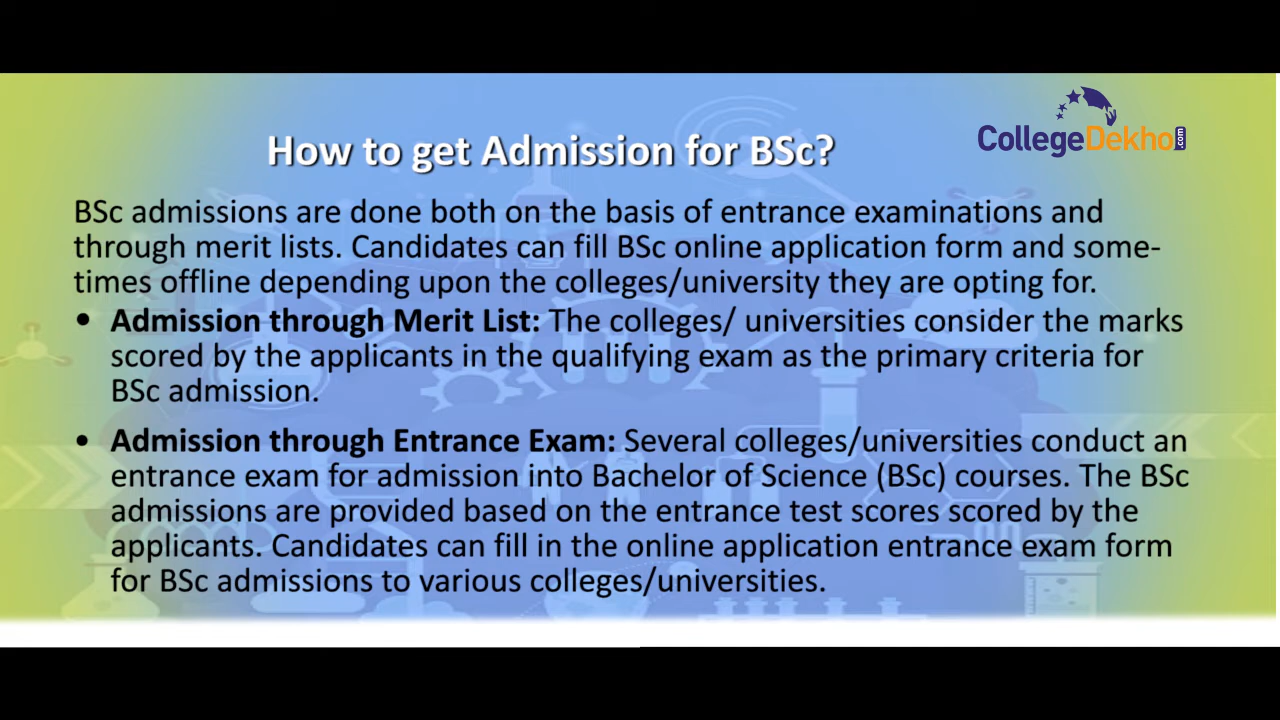 CollegeDekho.com
How to get Admission for BSc?
BSc admissions are done both on the basis of entrance examinations and
through merit lists. Candidates can fill BSc online application form and some-
times offline depending upon the colleges/university they are opting for.
• Admission through Merit List: The colleges/ universities consider the marks
scored by the applicants in the qualifying exam as the primary criteria for
BSc admission.
• Admission through Entrance Exam: Several colleges/universities conduct an
entrance exam for admission into Bachelor of Science (BSc) courses. The BSc
admissions are provided based on the entrance test scores scored by the
applicants. Candidates can fill in the online application entrance exam form
for BSc admissions to various colleges/universities.